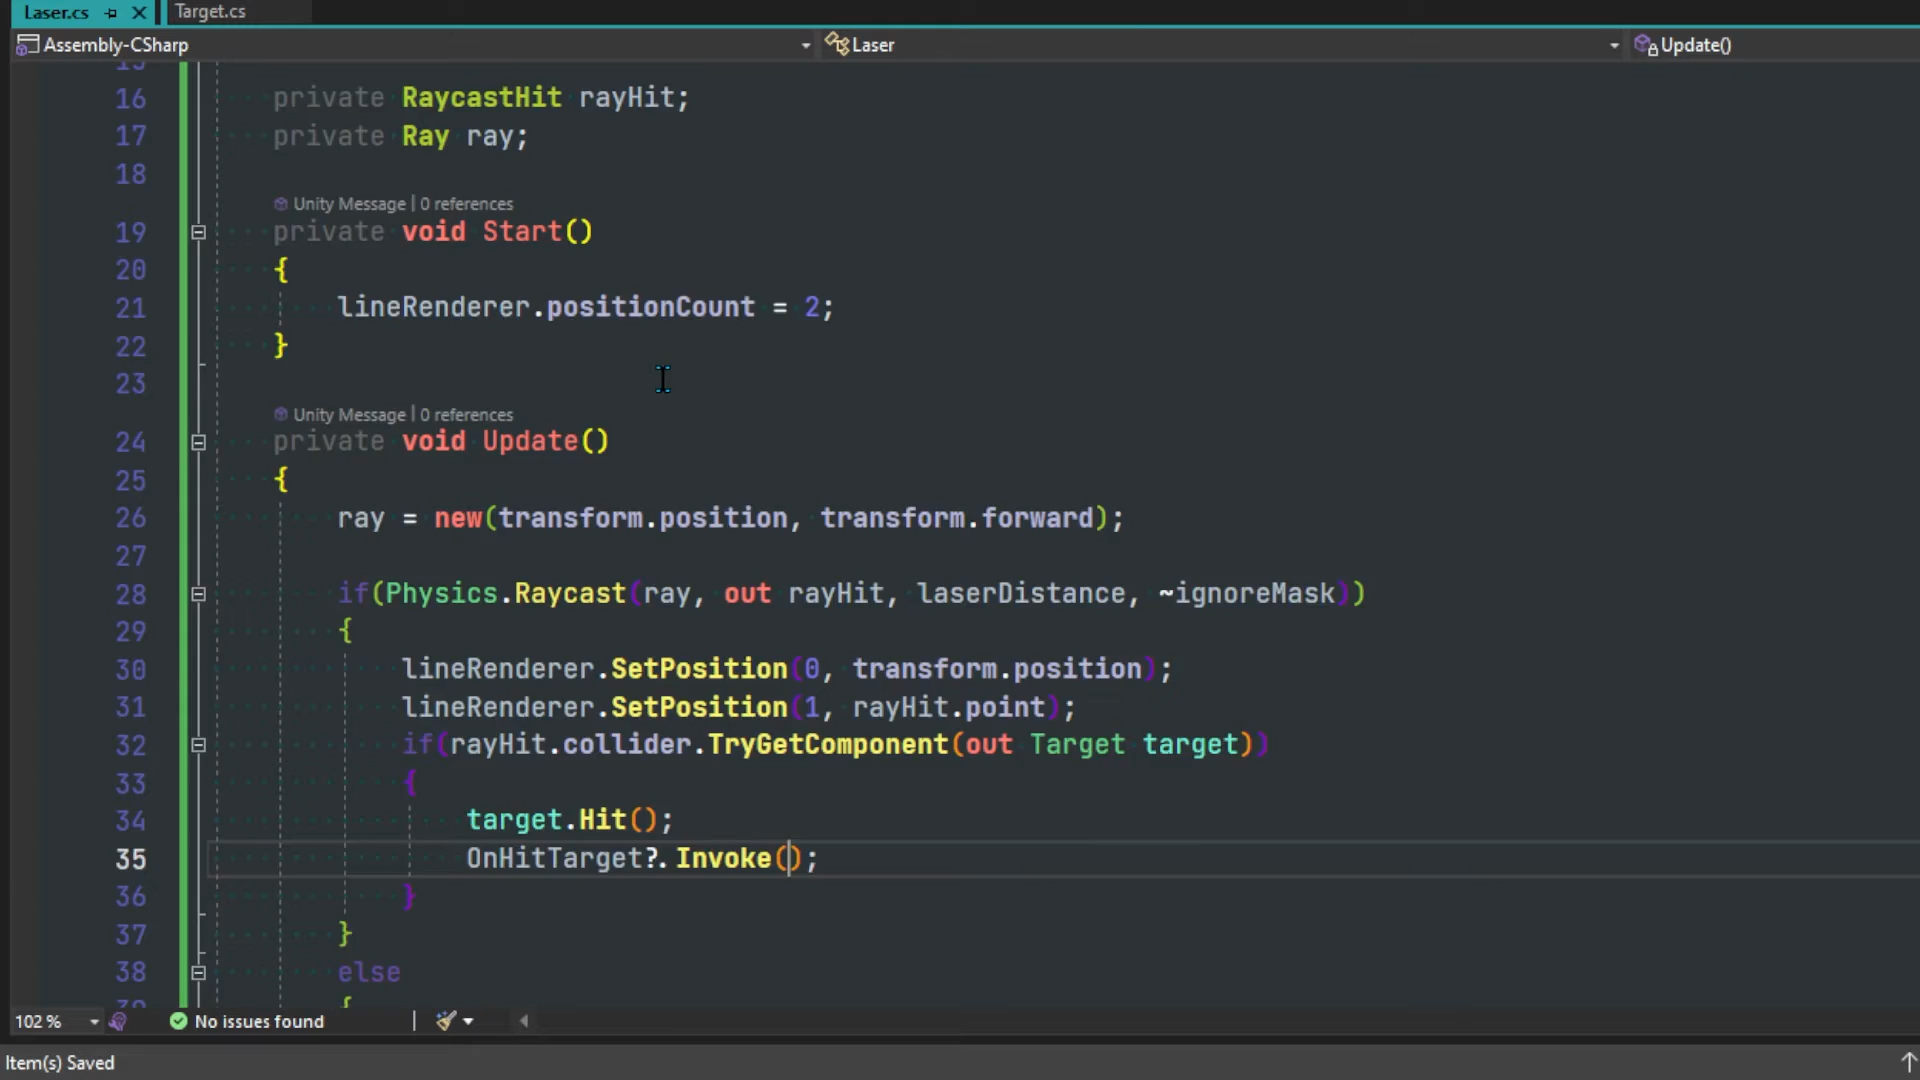 Laser.cs
Target.cs
Assembly-CSharp
Laser
Update()
15
16 private RaycastHit rayHit;
17 private Ray ray;
18
Unity Message | 0 references
19 private void Start()
20 {
21 lineRenderer.positionCount = 2;
22 }
23
Unity Message | 0 references
24 private void Update()
25 {
26 ray = new(transform.position, transform.forward);
27
28 if(Physics.Raycast(ray, out rayHit, laserDistance, ~ignoreMask))
29 {
30 lineRenderer.SetPosition(0, transform.position);
31 lineRenderer.SetPosition(1, rayHit.point);
32 if(rayHit.collider.TryGetComponent(out Target target))
33 {
34 target.Hit();
35 OnHitTarget?.Invoke();
36 }
37 }
38 else
39 {
102 %
No issues found
Item(s) Saved